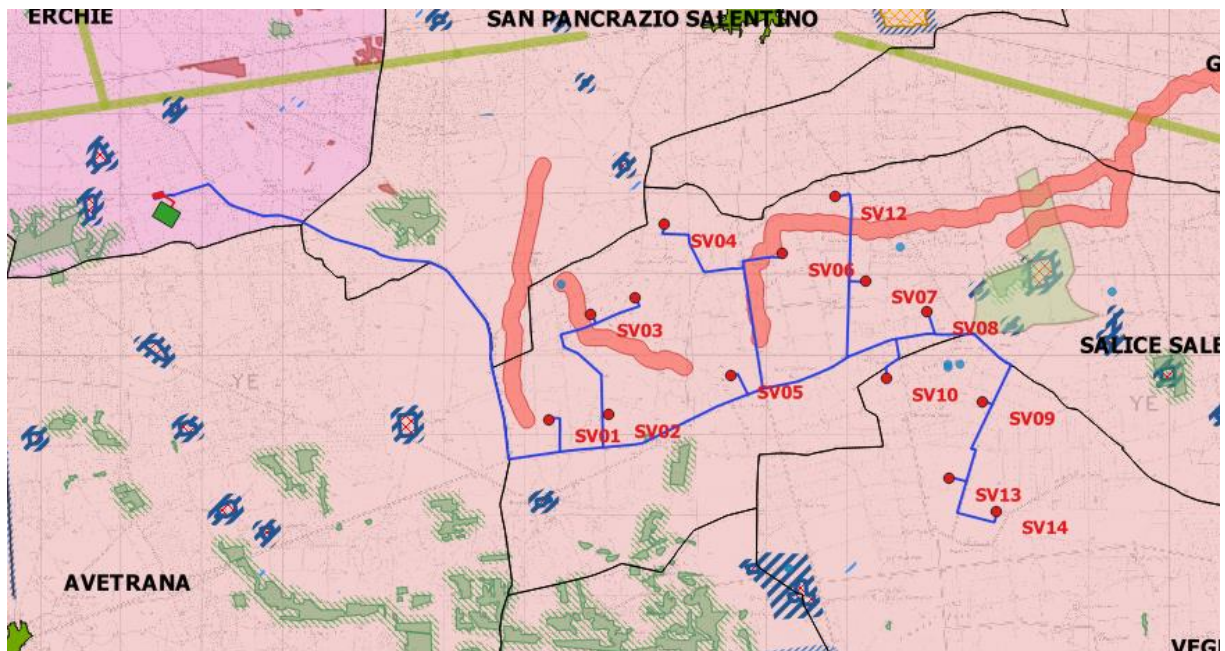 ERCHIE
SAN PANCRAZIO SALENTINO
G
SV12
SV04
SV06
SV07
SV03
SV08
SALICE SALE
YE
SV10
SV05
YE
SV09
SV01
SV02
SV13
SV14
AVETRANA
VEGL